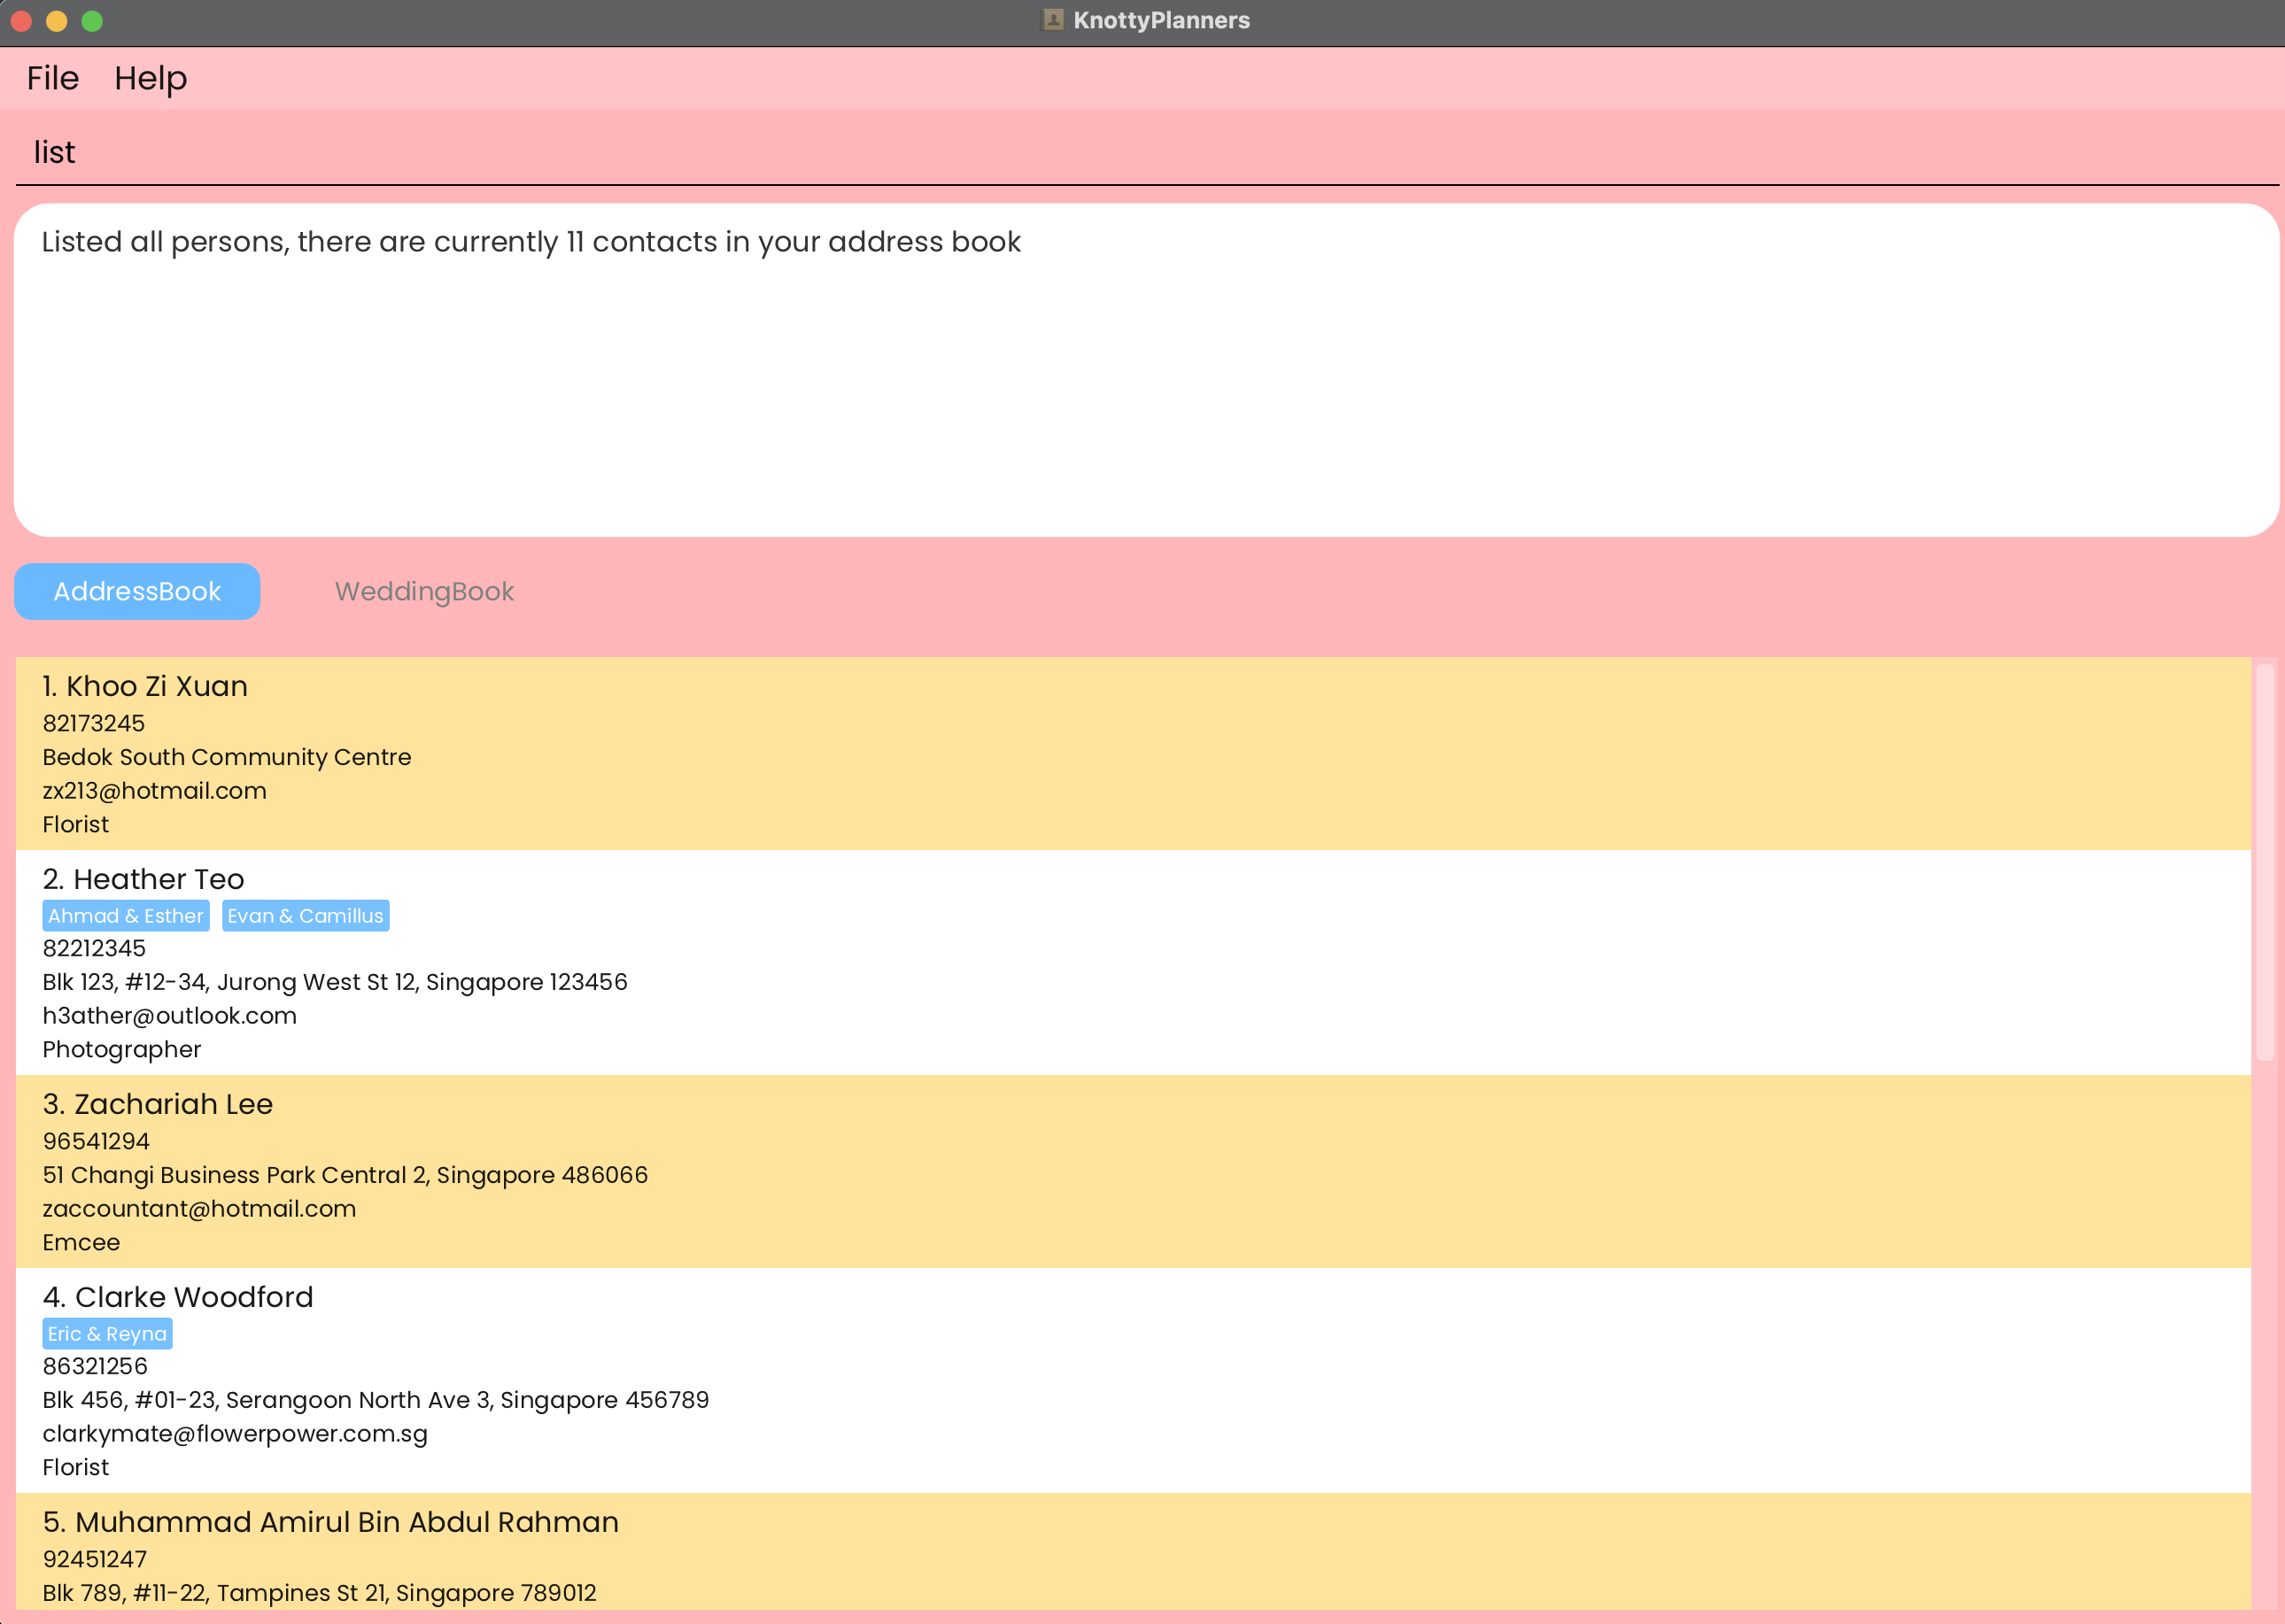 KnottyPlanners
File Help
list
Listed all persons, there are currently 11 contacts in your address book
AddressBook WeddingBook
1. Khoo Zi Xuan
82173245
Bedok South Community Centre
zx213@hotmail.com
Florist
2. Heather Teo
Ahmad & Esther Evan & Camillus
82212345
Blk 123, #12-34, Jurong West St 12, Singapore 123456
h3ather@outlook.com
Photographer
3. Zachariah Lee
96541294
51 Changi Business Park Central 2, Singapore 486066
zaccountant@hotmail.com
Emcee
4. Clarke Woodford
Eric & Reyna
86321256
Blk 456, #01-23, Serangoon North Ave 3, Singapore 456789
clarkymate@flowerpower.com.sg
Florist
5. Muhammad Amirul Bin Abdul Rahman
92451247
Blk 789, #11-22, Tampines St 21, Singapore 789012